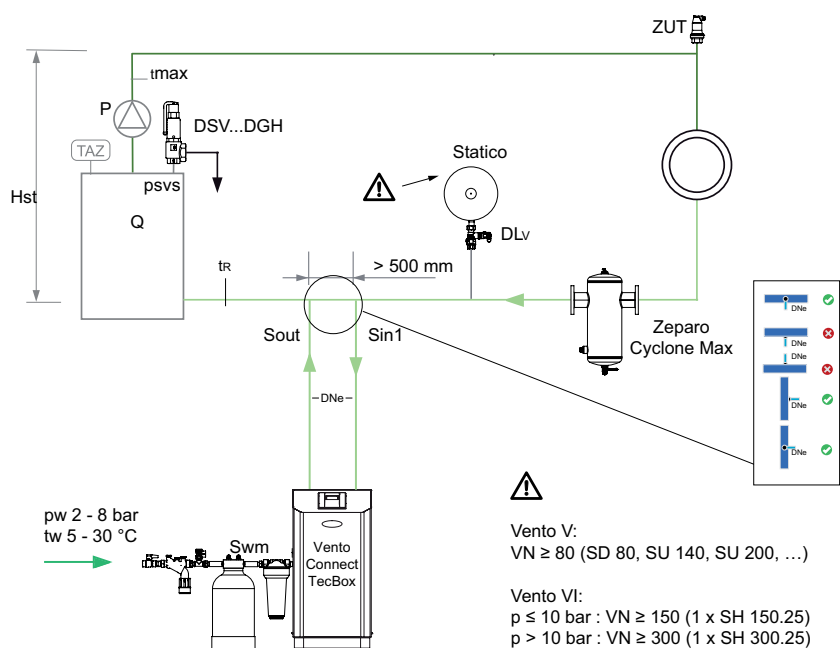 ZUT
tmax
P
DSV...DGH
TAZ
psvs
Statico
Hst
Q
DLV
tR
> 500 mm
Sout
Sin1
Zeparo
Cyclone Max
DNe
DNe
DNe
DNe
DNe
DNe
pw 2 - 8 bar
tw 5 - 30 °C
Swm
Vento
Connect
TecBox
Vento V:
VN ≥ 80 (SD 80, SU 140, SU 200, …)
Vento VI:
p ≤ 10 bar : VN ≥ 150 (1 x SH 150.25)
p > 10 bar : VN ≥ 300 (1 x SH 300.25)